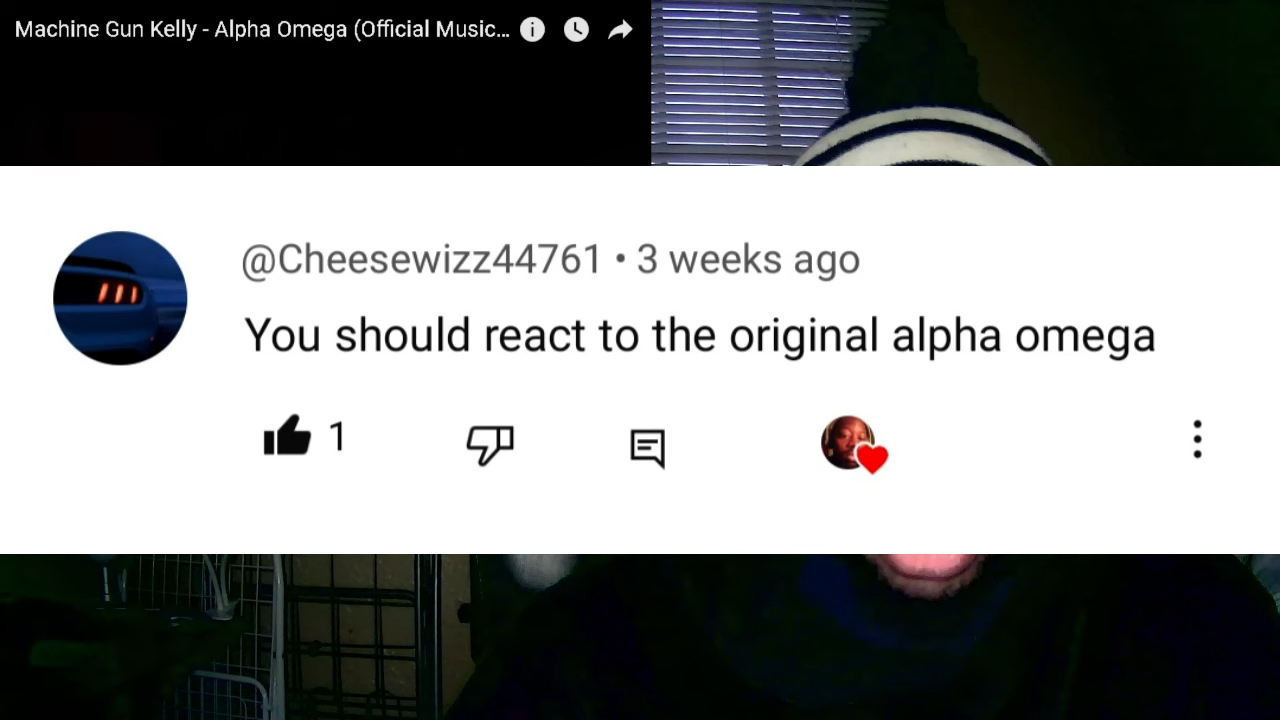 Machine Gun Kelly - Alpha Omega (Official Music...
@Cheesewizz44761 • 3 weeks ago
You should react to the original alpha omega
1